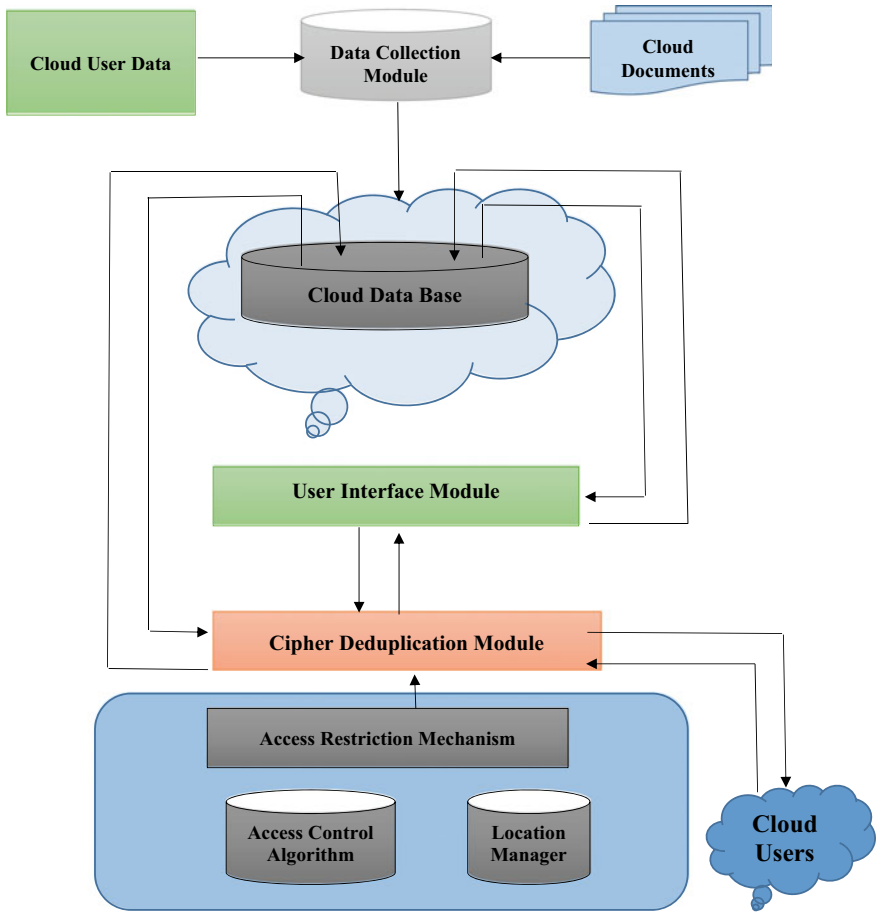 Cloud User Data
Data Collection
Module
Cloud
Documents
Cloud Data Base
User Interface Module
Cipher Deduplication Module
Access Restriction Mechanism
Access Control
Algorithm
Location
Manager
Cloud
Users